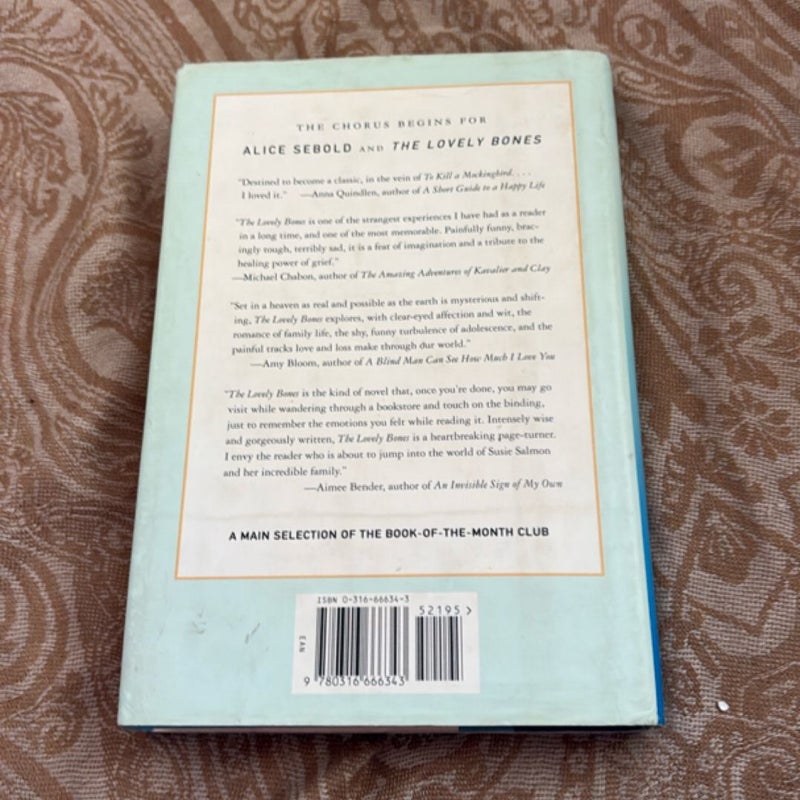 THE CHORUS BEGINS FOR
ALICE SEBOLD AND THE LOVELY BONES
"Destined to become a classic, in the vein of To Kill a Mockingbird. . . .
I loved it." —Anna Quindlen, author of A Short Guide to a Happy Life
"The Lovely Bones is one of the strangest experiences I have had as a reader
in a long time, and one of the most memorable. Painfully funny, brac-
ingly rough, terribly sad, it is a feat of imagination and a tribute to the
healing power of grief."
—Michael Chabon, author of The Amazing Adventures of Kavalier and Clay
"Set in a heaven as real and possible as the earth is mysterious and shift-
ing, The Lovely Bones explores, with clear-eyed affection and wit, the
romance of family life, the shy, funny turbulence of adolescence, and the
painful tracks love and loss make through our world."
—Amy Bloom, author of A Blind Man Can See How Much I Love You
"The Lovely Bones is the kind of novel that, once you're done, you may go
visit while wandering through a bookstore and touch on the binding,
just to remember the emotions you felt while reading it. Intensely wise
and gorgeously written, The Lovely Bones is a heartbreaking page-turner.
I envy the reader who is about to jump into the world of Susie Salmon
and her incredible family."
—Aimee Bender, author of An Invisible Sign of My Own
A MAIN SELECTION OF THE BOOK-OF-THE-MONTH CLUB
ISBN 0-316-66634-3
52195>
EAN
9 780316 666343